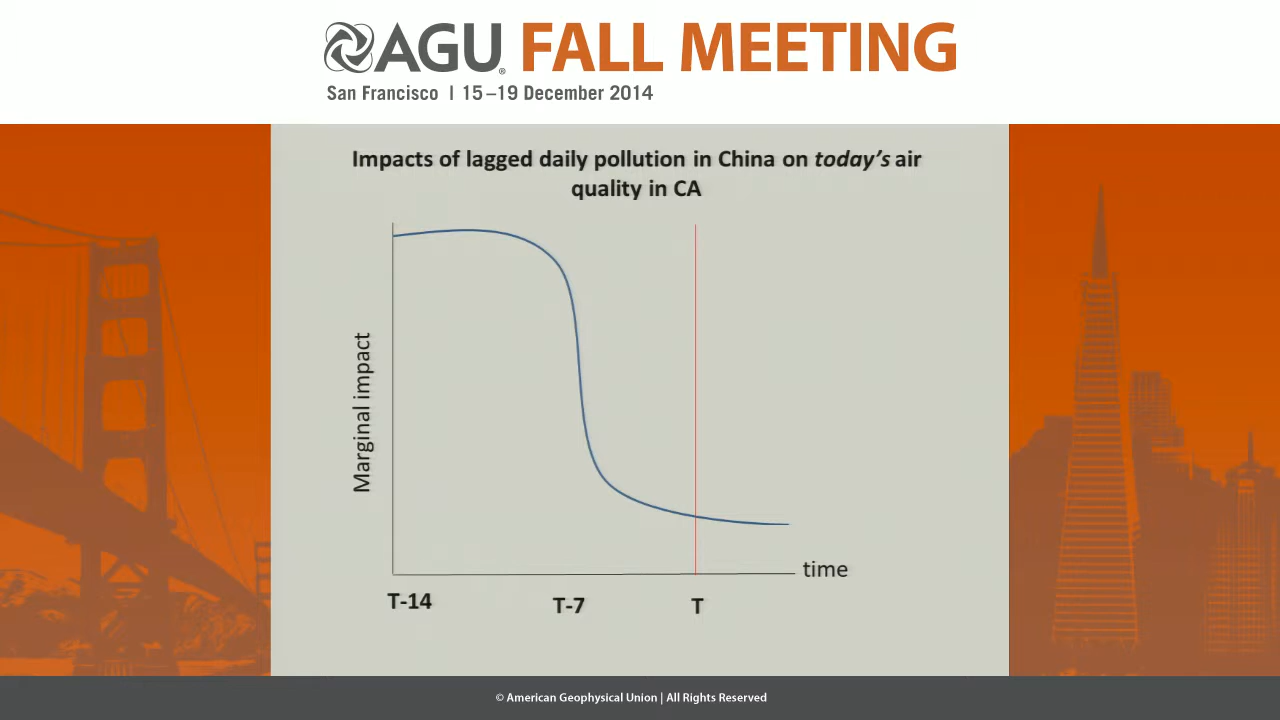 AGU® FALL MEETING
San Francisco | 15–19 December 2014
Impacts of lagged daily pollution in China on today's air
quality in CA
Marginal impact
time
T-14
T-7
T
© American Geophysical Union | All Rights Reserved